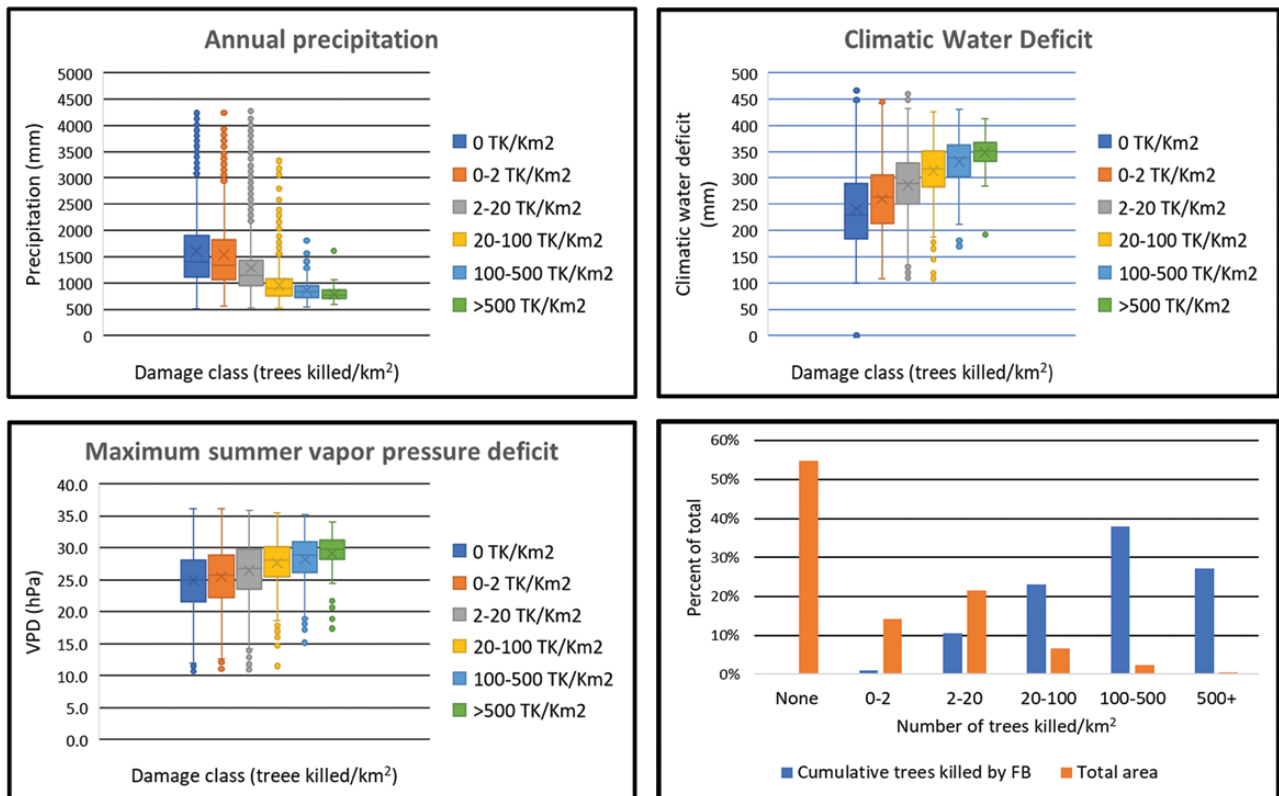 Annual precipitation
5000
4500
4000
3500
3000
2500
2000
1500
1000
500
0
Precipitation (mm)
Damage class (trees killed/km²)
0 TK/Km2
0-2 TK/Km2
2-20 TK/Km2
20-100 TK/Km2
100-500 TK/Km2
>500 TK/Km2
Climatic Water Deficit
500
450
400
350
300
250
200
150
100
50
0
Climatic water deficit
(mm)
Damage class (trees killed/km²)
0 TK/Km2
0-2 TK/Km2
2-20 TK/Km2
20-100 TK/Km2
100-500 TK/Km2
>500 TK/Km2
Maximum summer vapor pressure deficit
40.0
35.0
30.0
25.0
20.0
15.0
10.0
5.0
0.0
VPD (hPa)
Damage class (treee killed/km²)
0 TK/Km2
0-2 TK/Km2
2-20 TK/Km2
20-100 TK/Km2
100-500 TK/Km2
>500 TK/Km2
60%
50%
40%
30%
20%
10%
0%
Percent of total
None 0-2 2-20 20-100 100-500 500+
Number of trees killed/km²
Cumulative trees killed by FB Total area